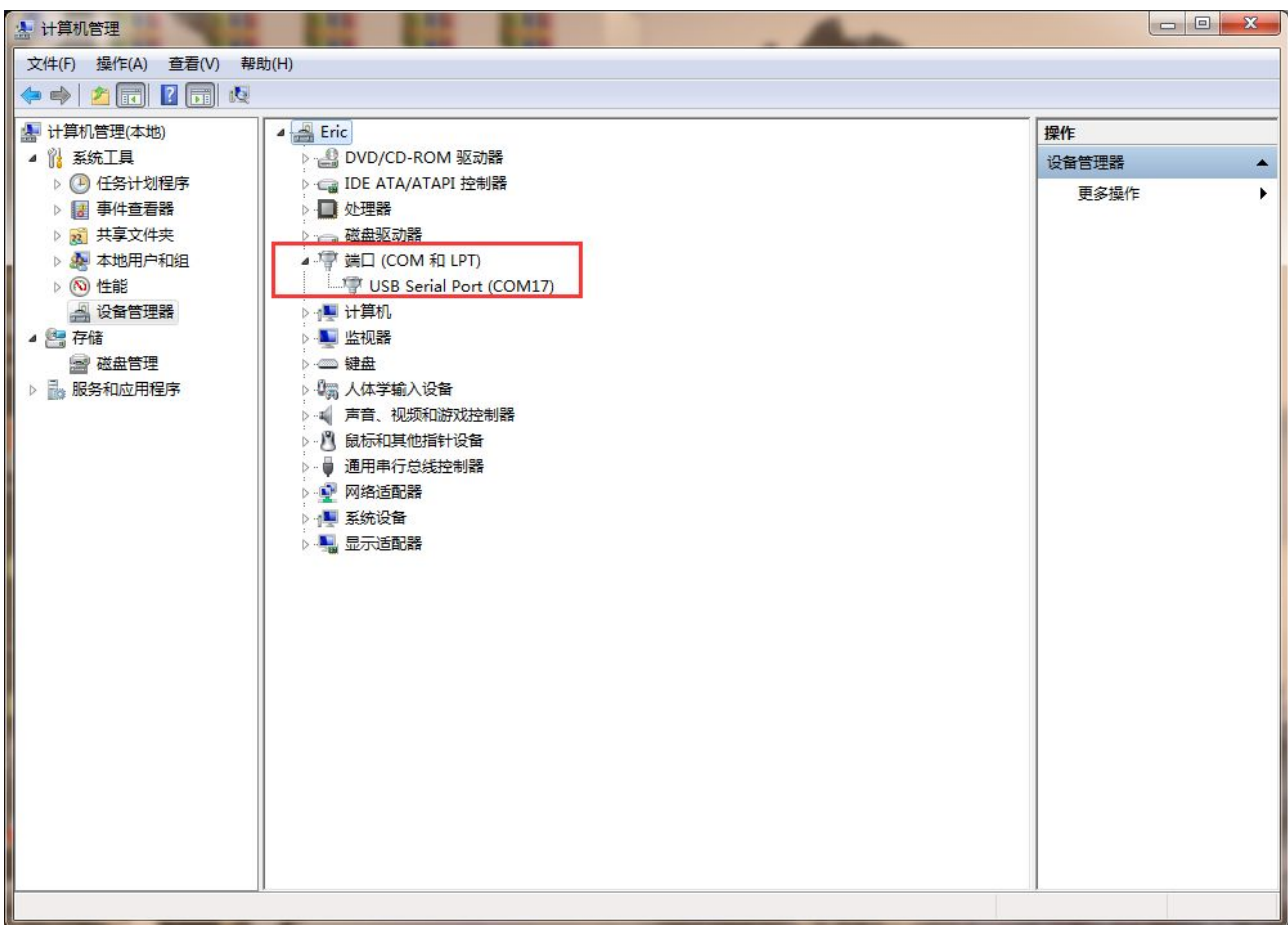 计算机管理
文件(F) 操作(A) 查看(V) 帮助(H)
计算机管理(本地)
系统工具
任务计划程序
事件查看器
共享文件夹
本地用户和组
性能
设备管理器
存储
磁盘管理
服务和应用程序
Eric
DVD/CD-ROM 驱动器
IDE ATA/ATAPI 控制器
处理器
磁盘驱动器
端口 (COM 和 LPT)
USB Serial Port (COM17)
计算机
监视器
键盘
人体学输入设备
声音、视频和游戏控制器
鼠标和其他指针设备
通用串行总线控制器
网络适配器
系统设备
显示适配器
操作
设备管理器
更多操作